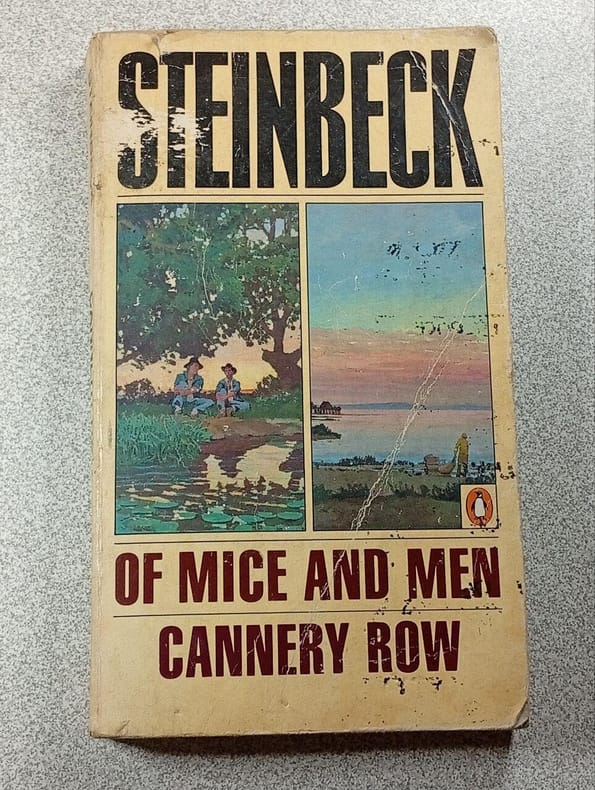 STEINBECK
OF MICE AND MEN
CANNERY ROW